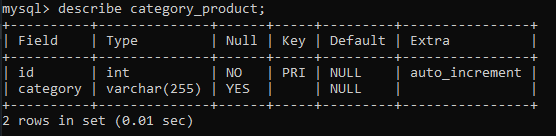 mysql> describe category_product;
+----------+--------------+------+-----+---------+----------------+
| Field    | Type         | Null | Key | Default | Extra          |
+----------+--------------+------+-----+---------+----------------+
| id       | int          | NO   | PRI | NULL    | auto_increment |
| category | varchar(255) | YES  |     | NULL    |                |
+----------+--------------+------+-----+---------+----------------+
2 rows in set (0.01 sec)